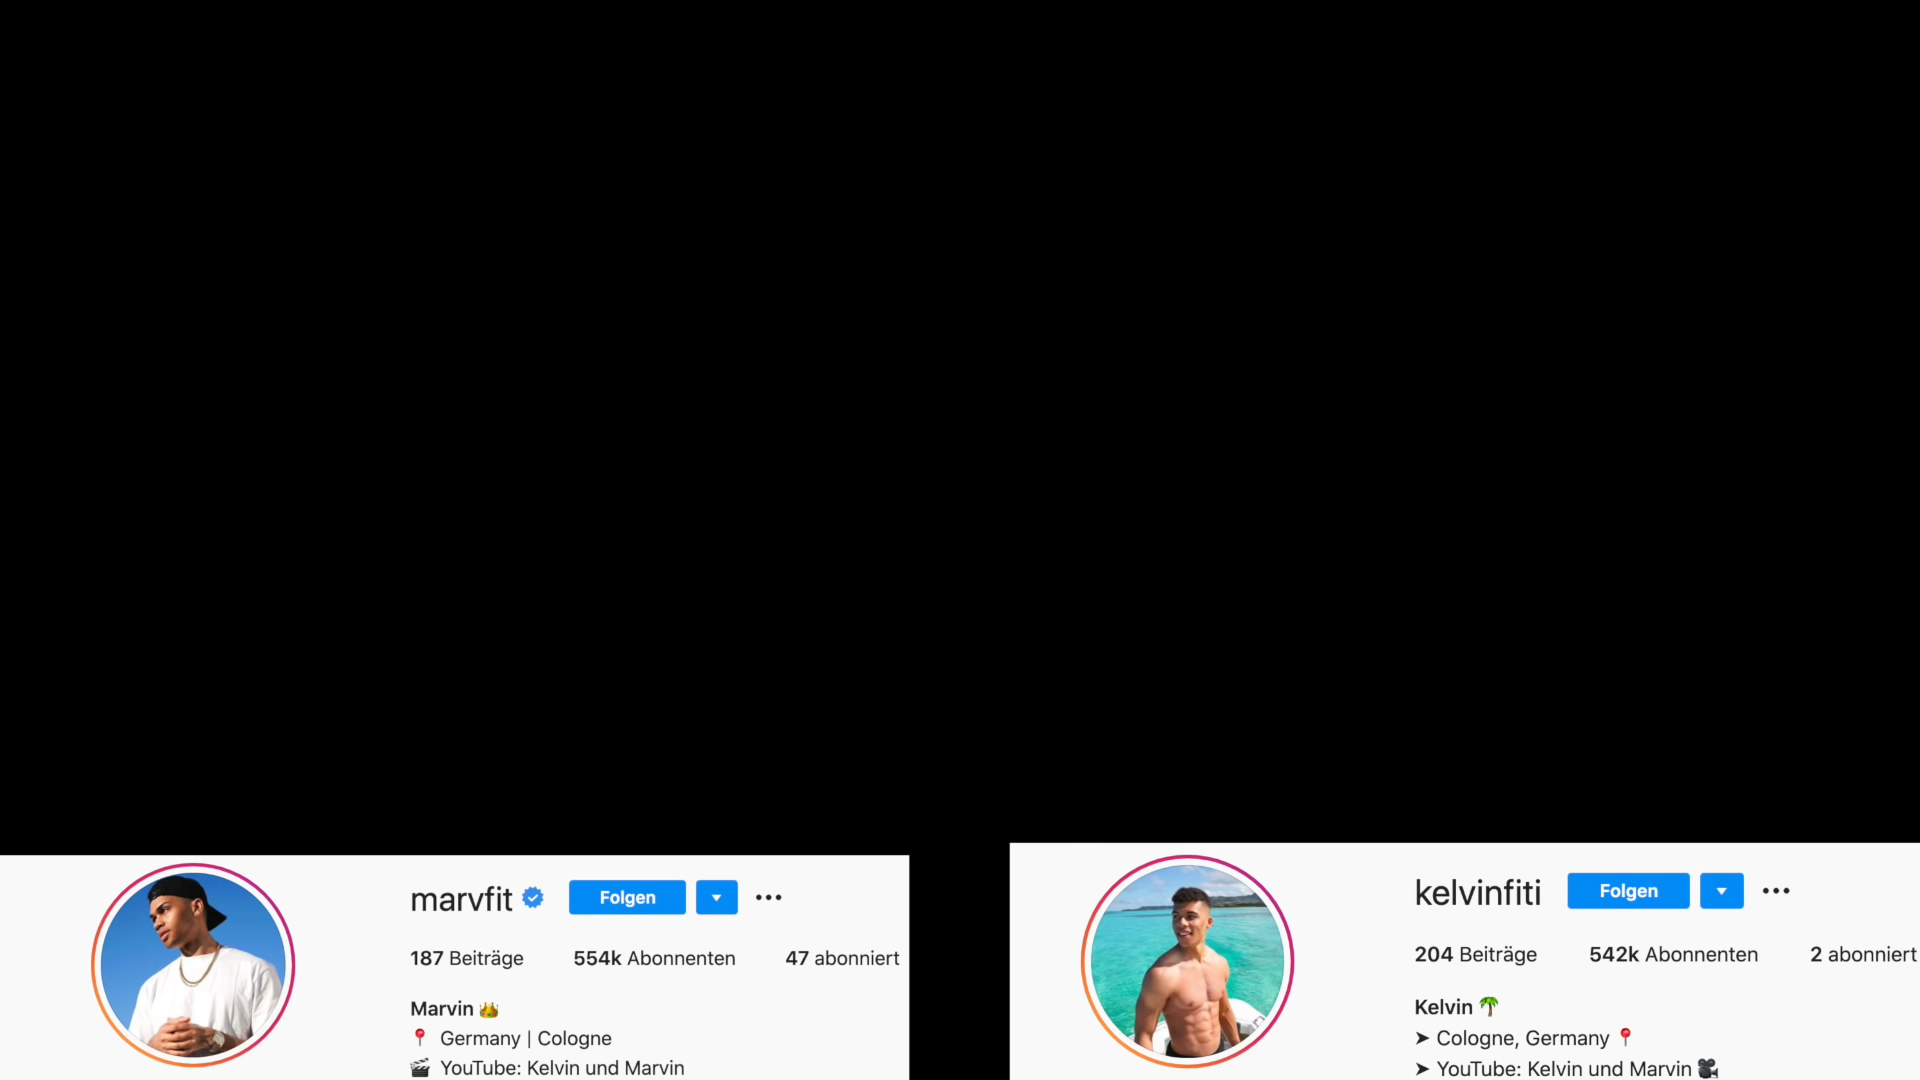 marvfit Folgen
187 Beiträge 554k Abonnenten 47 abonniert
Marvin 👑
📍 Germany | Cologne
🎬 YouTube: Kelvin und Marvin
kelvinfiti Folgen
204 Beiträge 542k Abonnenten 2 abonniert
Kelvin 🌴
➤ Cologne, Germany 📍
➤ YouTube: Kelvin und Marvin 🎥